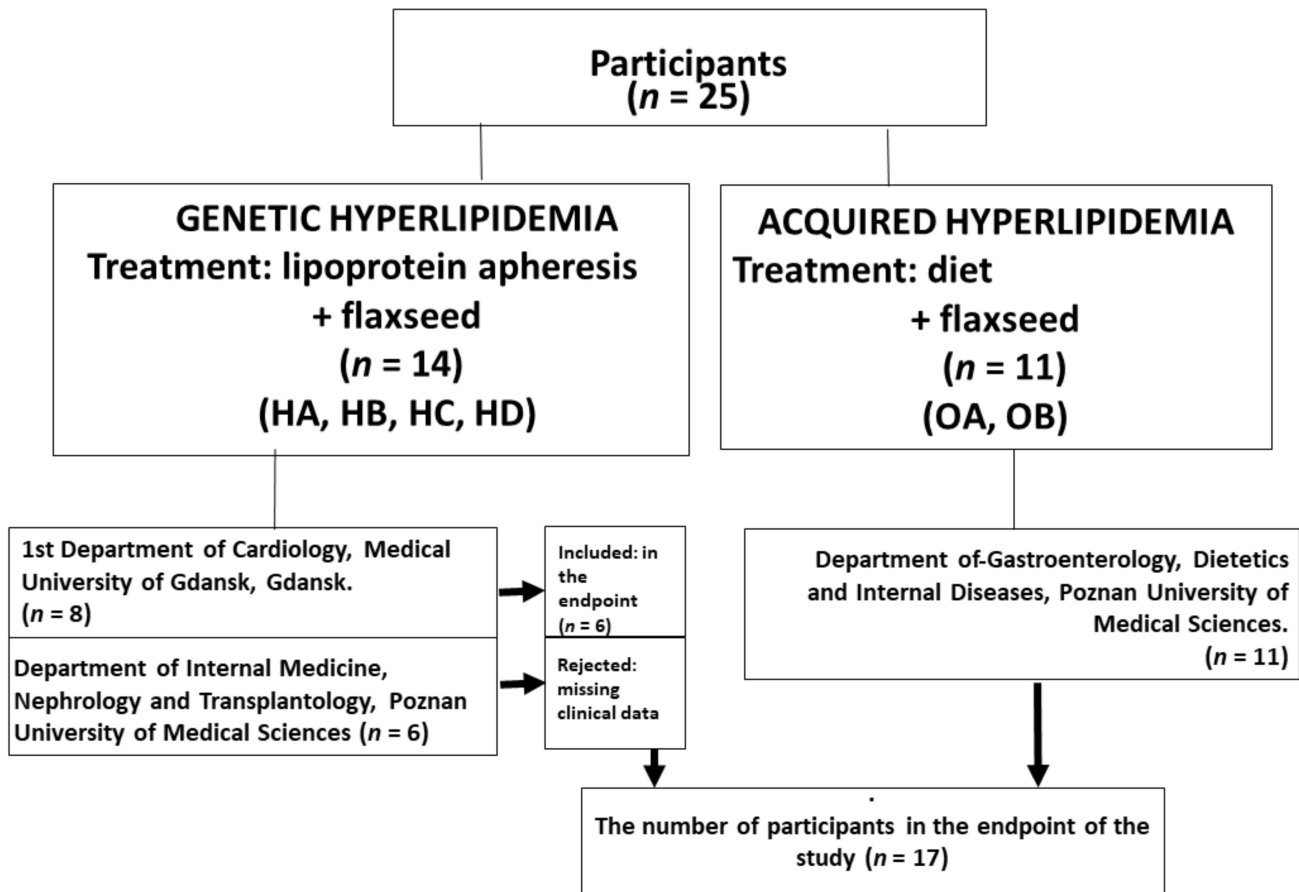 Participants
(n = 25)
GENETIC HYPERLIPIDEMIA
Treatment: lipoprotein apheresis
+ flaxseed
(n = 14)
(HA, HB, HC, HD)
ACQUIRED HYPERLIPIDEMIA
Treatment: diet
+ flaxseed
(n = 11)
(OA, OB)
1st Department of Cardiology, Medical
University of Gdansk, Gdansk.
(n = 8)
Included: in
the
endpoint
(n = 6)
Department of Internal Medicine,
Nephrology and Transplantology, Poznan
University of Medical Sciences (n = 6)
Rejected:
missing
clinical data
Department of-Gastroenterology, Dietetics
and Internal Diseases, Poznan University of
Medical Sciences.
(n = 11)
.
The number of participants in the endpoint of the
study (n = 17)